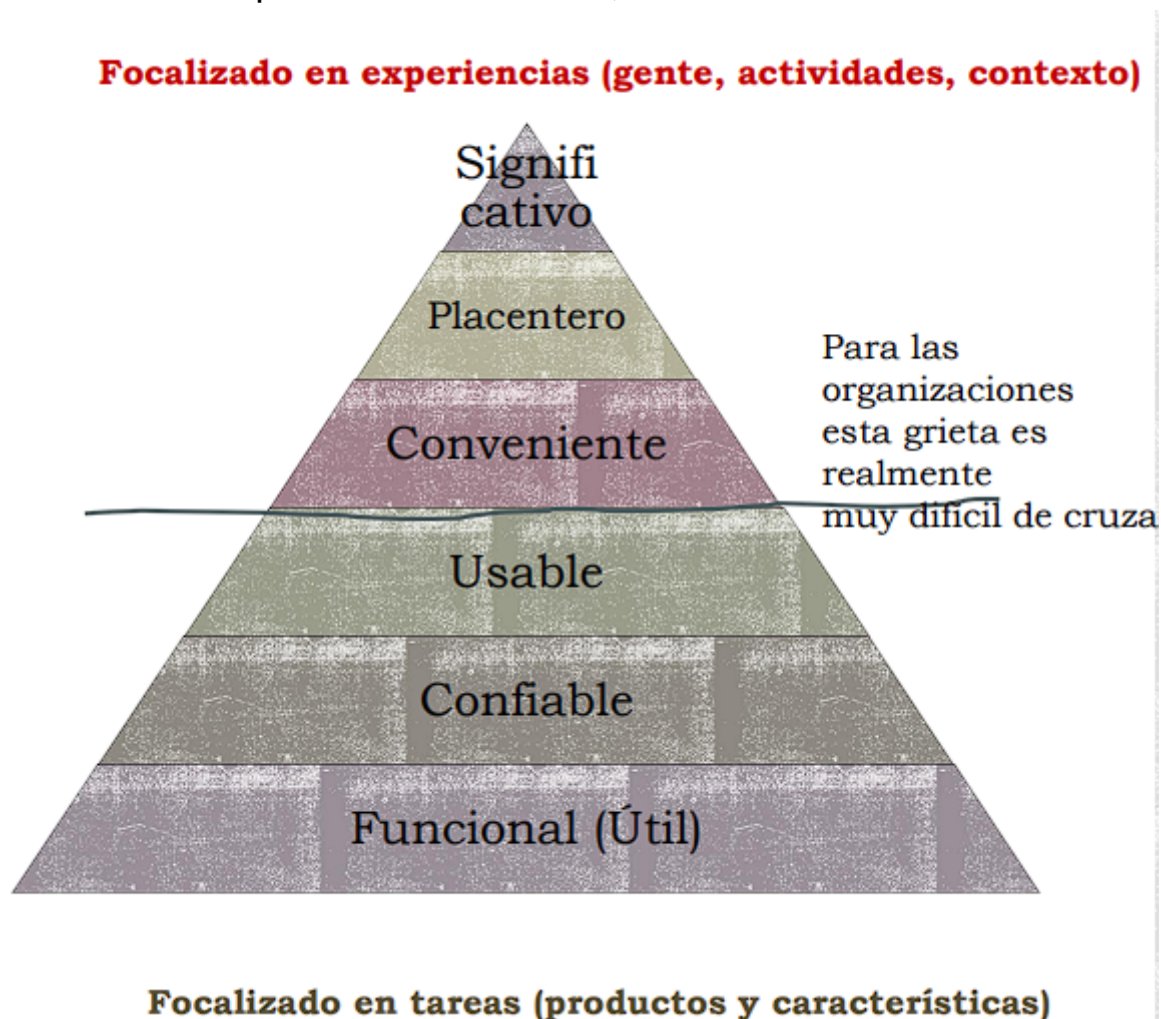 Focalizado en experiencias (gente, actividades, contexto)
Signifi
cativo
Placentero
Conveniente
Para las
organizaciones
esta grieta es
realmente
muy difícil de cruza
Usable
Confiable
Funcional (Útil)
Focalizado en tareas (productos y características)